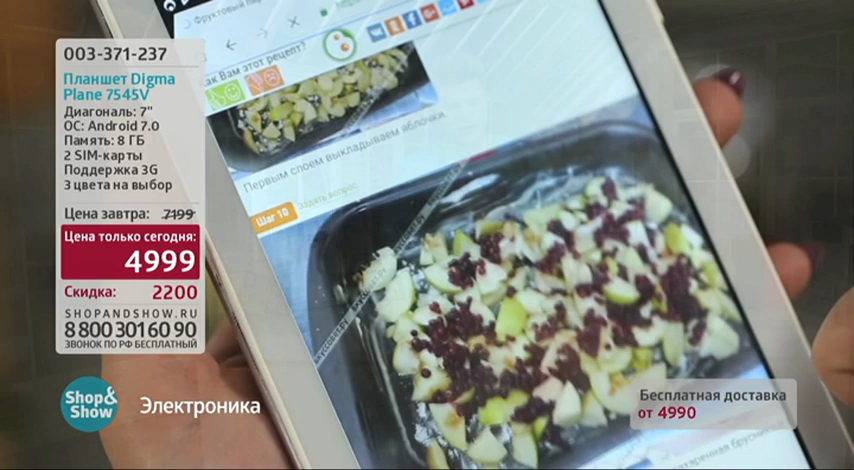 Фруктовый
003-371-237
Планшет Digma
Plane 7545V
Диагональ: 7"
ОС: Android 7.0
Память: 8 ГБ
2 SIM-карты
Поддержка 3G
3 цвета на выбор
Цена завтра: 7199
Цена только сегодня:
4999
Скидка: 2200
SHOPANDSHOW.RU
8 800 301 60 90
ЗВОНОК ПО РФ БЕСПЛАТНЫЙ
Shop&
Show
Электроника
как Вам этот рецепт?
Первым слоем выкладываем яблочки.
Шаг 10
Задать вопрос
Бесплатная доставка
от 4990